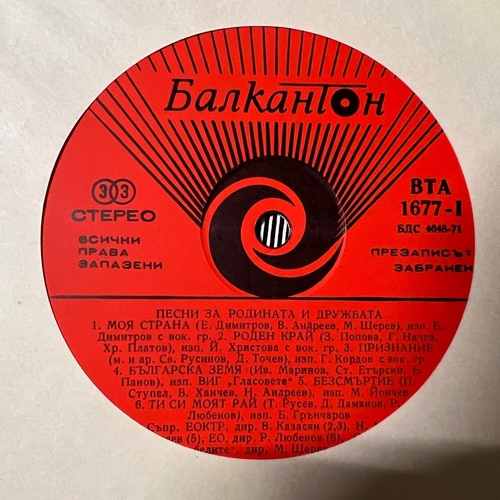 Балкантон
33
СТЕРЕО
ВСИЧНИ
ПРАВА
ЗАПАЗЕНИ
ВТА
1677-I
БДС 4048-71
ПРЕЗАПИСЪТ
ЗАБРАНЕН
ПЕСНИ ЗА РОДИНАТА И ДРУЖБАТА
1. МОЯ СТРАНА (Е. Димитров, В. Андреев, М. Шерев), изп. Е.
Димитров с вок. гр. 2. РОДЕН КРАЙ (З. Попова, Г. Начев,
Хр. Платов), изп. Й. Христова с вок. гр. 3. ПРИЗНАНИЕ
(м. и ар. Св. Русинов, Д. Точев), изп. Г. Кордов с вок. гр.
4. БЪЛГАРСКА ЗЕМЯ (Ив. Маринов, Ст. Етърски, Б.
Панов), изп. ВИГ „Гласовете“ 5. БЕЗСМЪРТИЕ (П.
Ступел, В. Ханчев, Н. Андреев), изп. М. Йончев
6. ТИ СИ МОЯТ РАЙ (Т. Русев, Д. Дамянов, Р.
Любенов), изп. Б. Грънчаров
Съпр. ЕОКТР, дир. В. Казасян (2,3), Н.
(5), ЕО, дир. Р. Любенов (6),
дир. М. Шерев